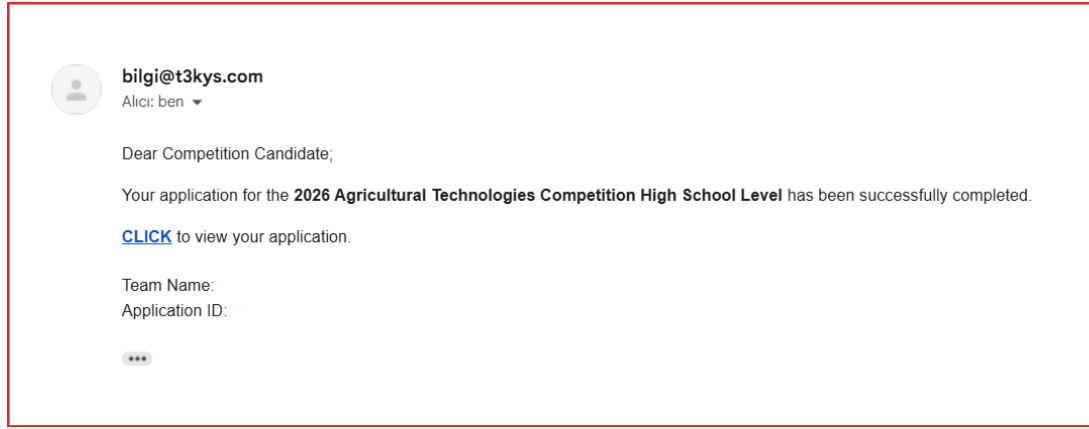 bilgi@t3kys.com
Alıcı: ben
Dear Competition Candidate;
Your application for the 2026 Agricultural Technologies Competition High School Level has been successfully completed.
CLICK to view your application.
Team Name:
Application ID: